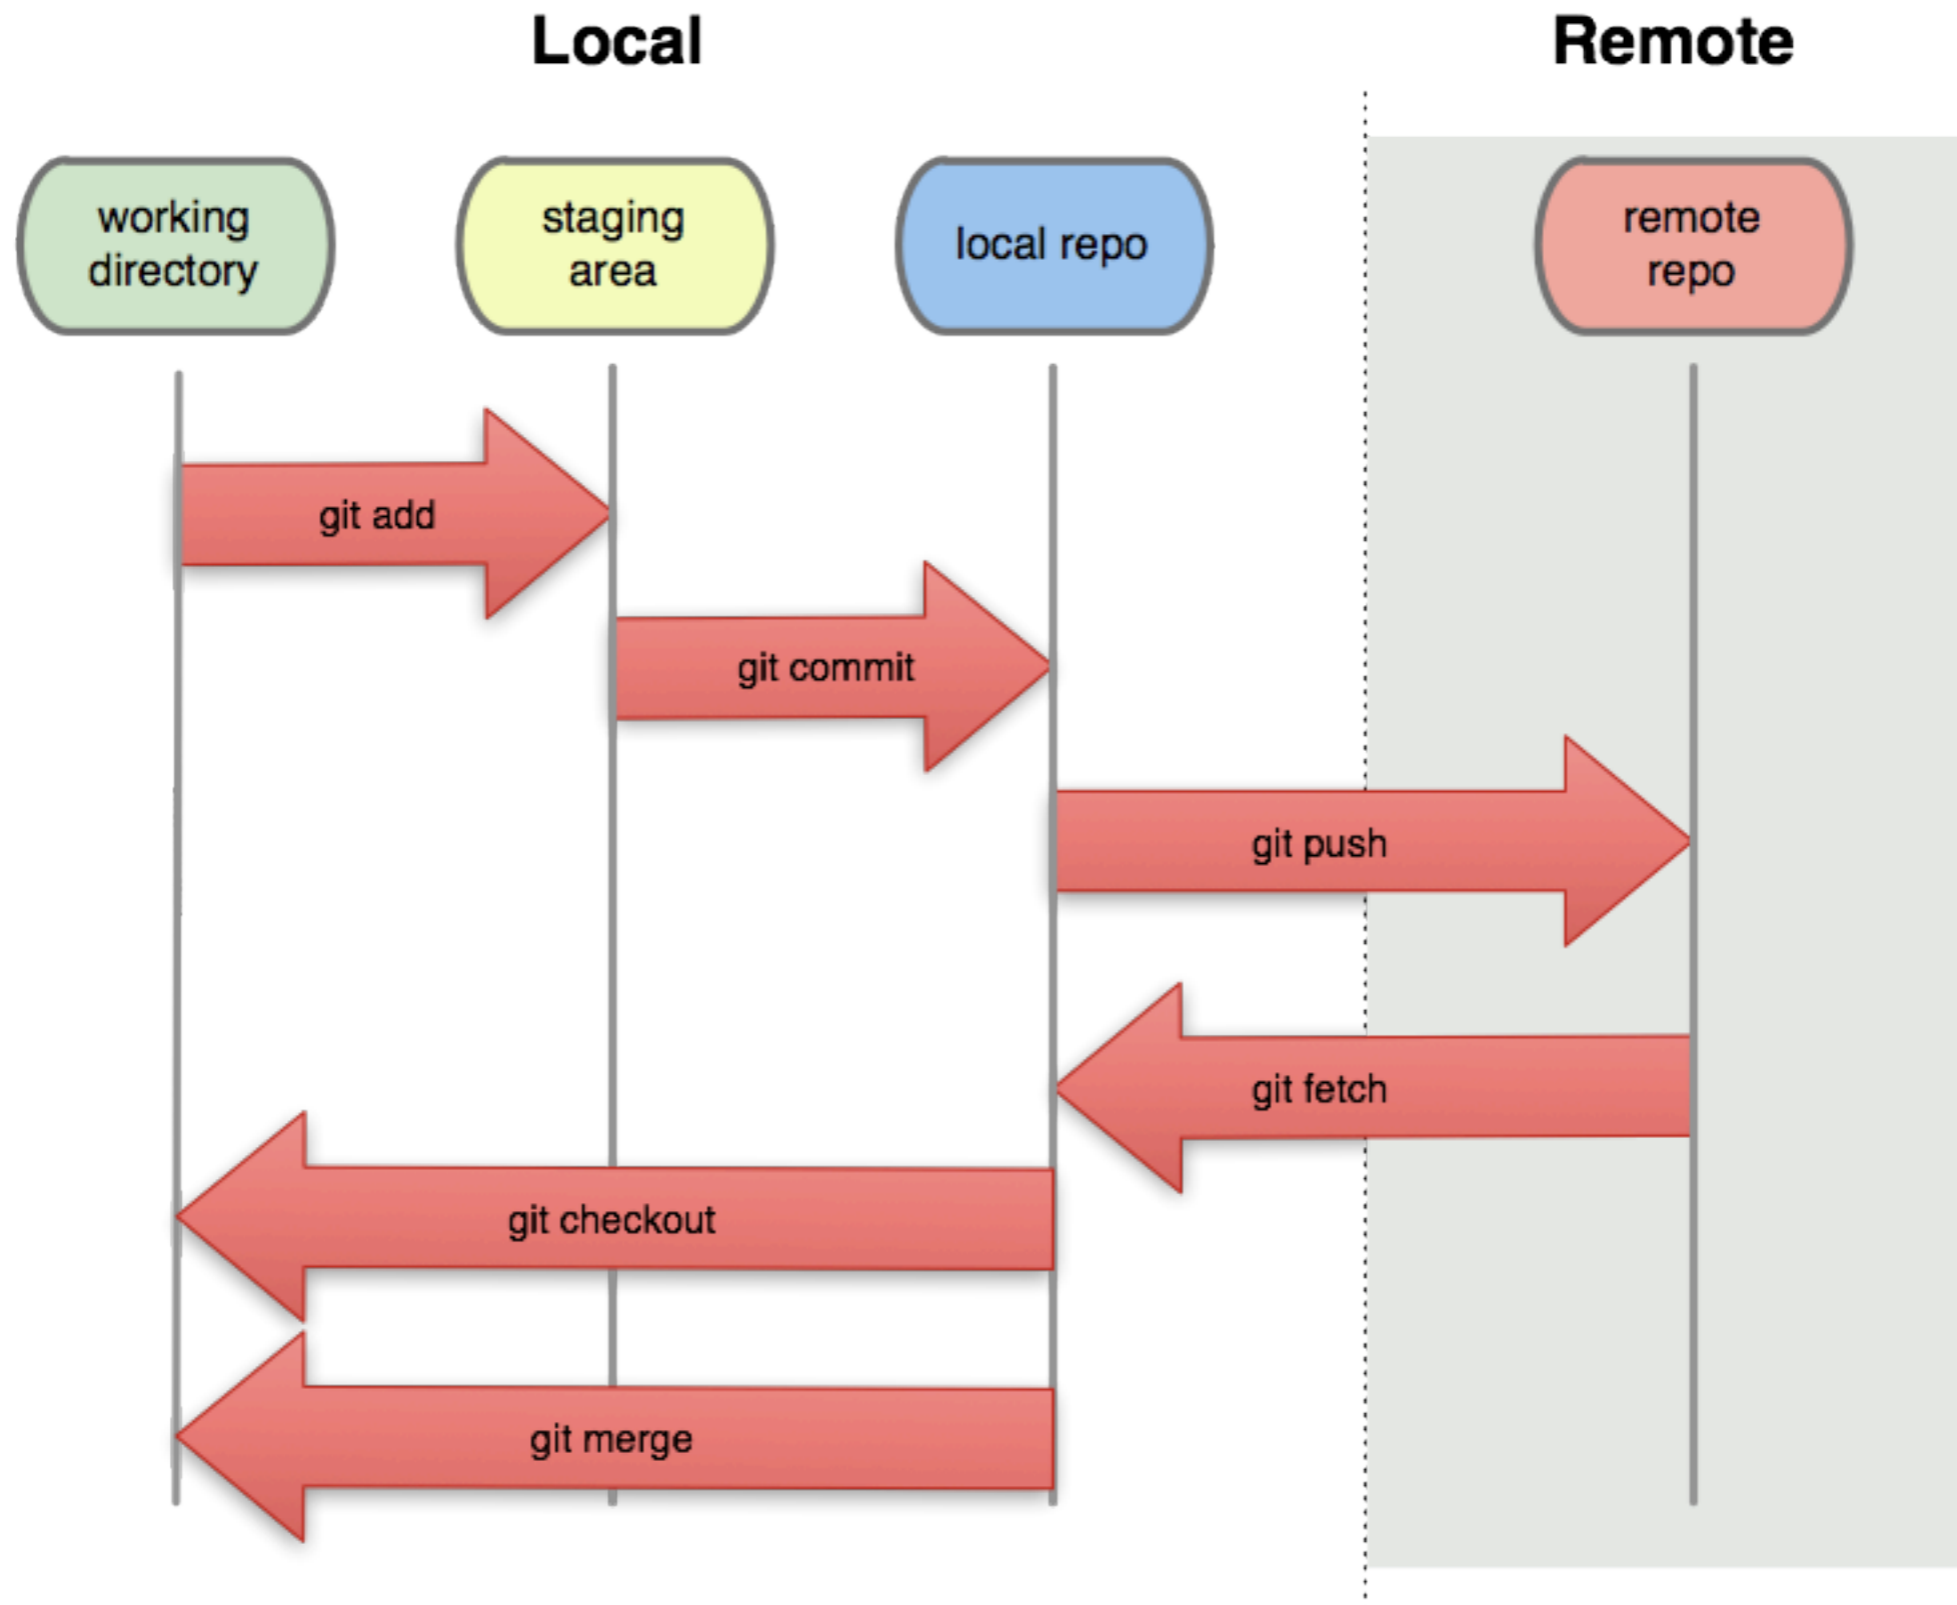 Local
Remote
working
directory
staging
area
local repo
remote
repo
git add
git commit
git push
git fetch
git checkout
git merge